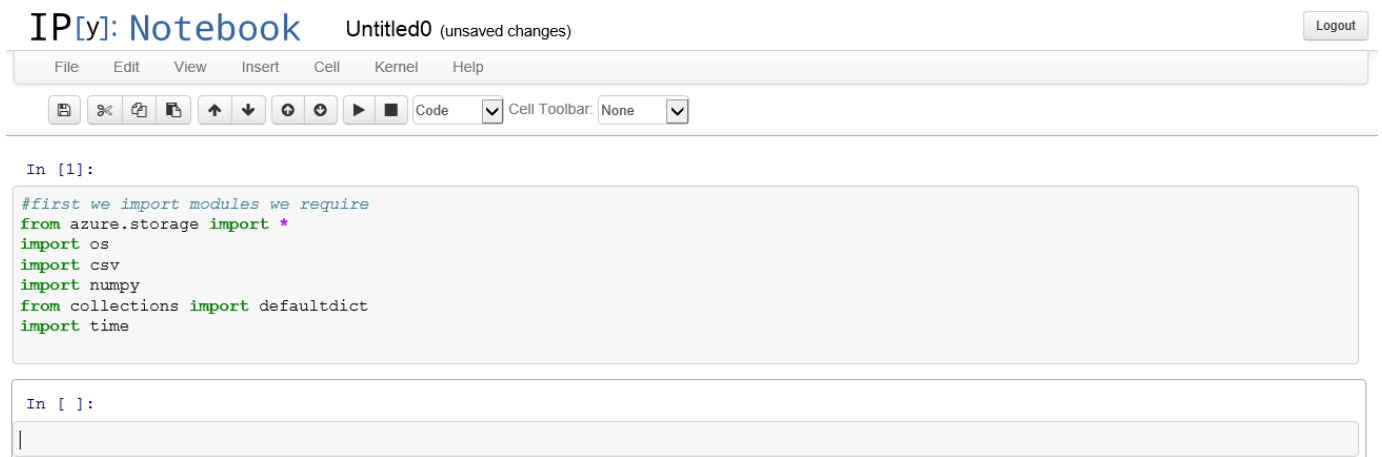 IP[y]: Notebook Untitled0 (unsaved changes) Logout
File Edit View Insert Cell Kernel Help
Code Cell Toolbar: None
In [1]:
#first we import modules we require
from azure.storage import *
import os
import csv
import numpy
from collections import defaultdict
import time
In [ ]: